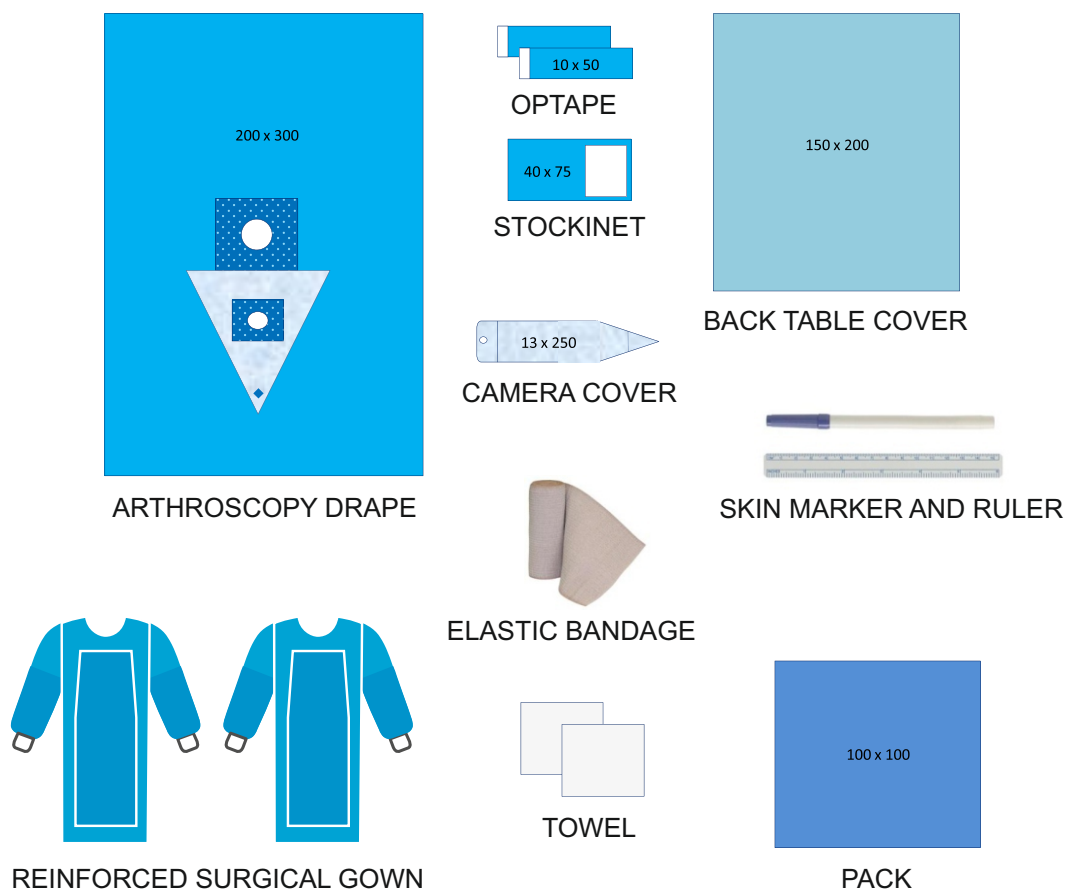 200 x 300
ARTHROSCOPY DRAPE
10 x 50
OPTAPE
40 x 75
STOCKINET
150 x 200
BACK TABLE COVER
13 x 250
CAMERA COVER
SKIN MARKER AND RULER
ELASTIC BANDAGE
REINFORCED SURGICAL GOWN
TOWEL
100 x 100
PACK